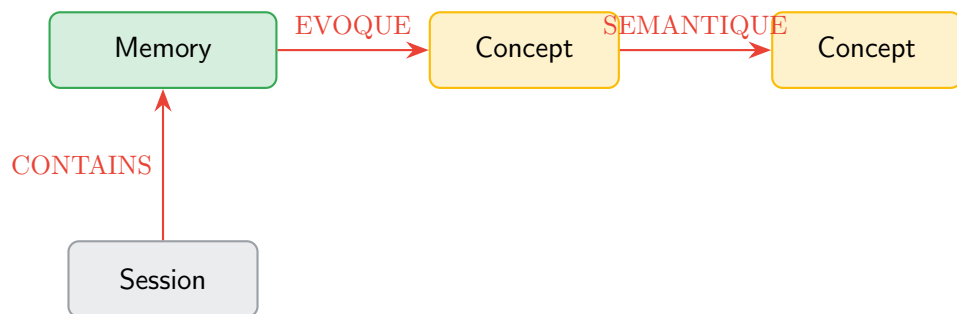 Memory
EVOQUE
Concept
SEMANTIQUE
Concept
CONTAINS
Session